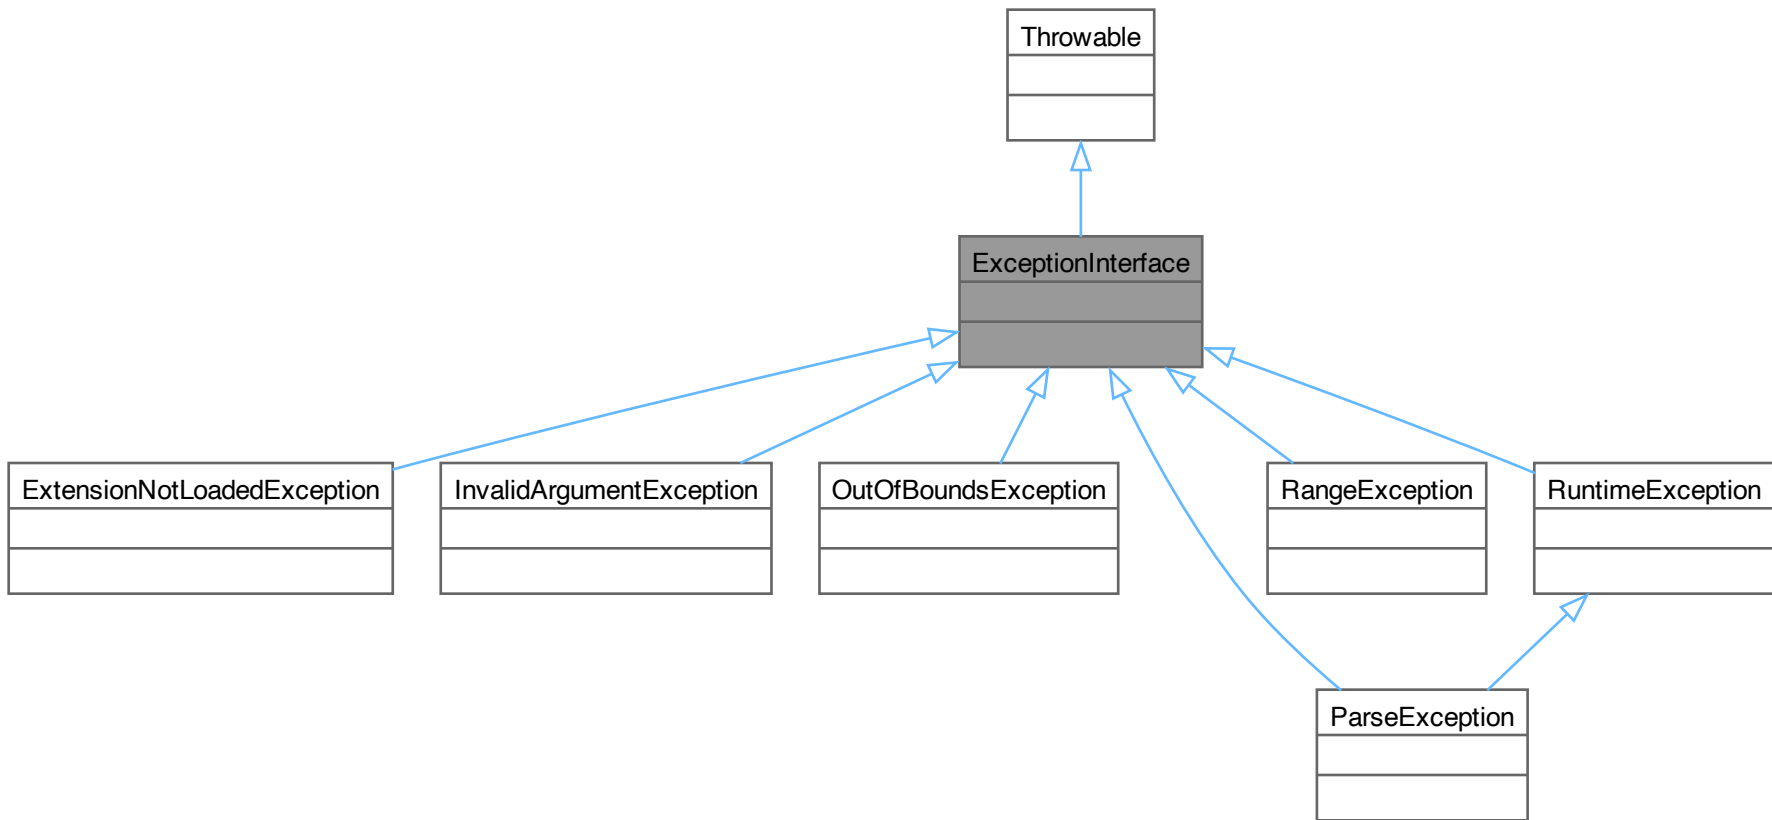 Throwable
ExceptionInterface
ExtensionNotLoadedException
InvalidArgumentException
OutOfBoundsException
RangeException
RuntimeException
ParseException